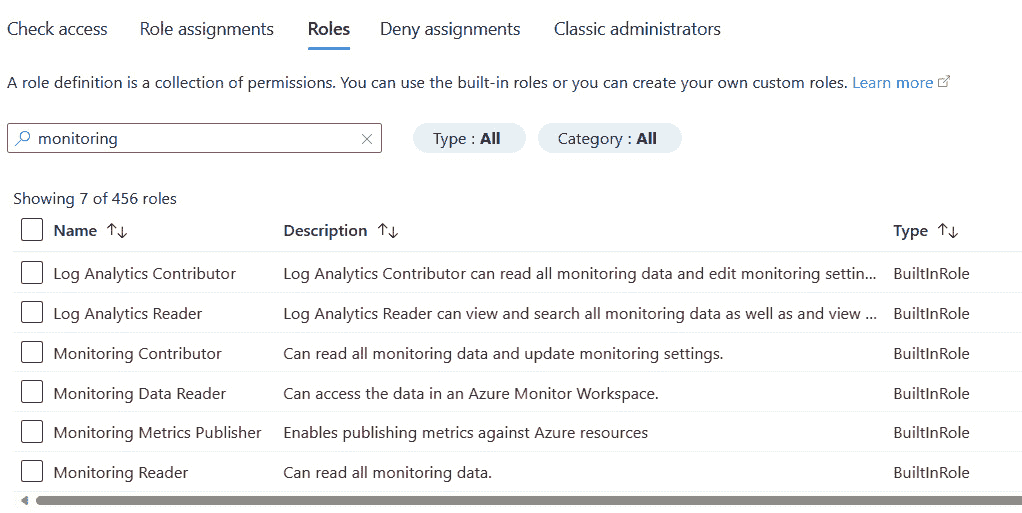 Check access Role assignments Roles Deny assignments Classic administrators
A role definition is a collection of permissions. You can use the built-in roles or you can create your own custom roles. Learn more
monitoring Type : All Category : All
Showing 7 of 456 roles
Name Description Type
Log Analytics Contributor Log Analytics Contributor can read all monitoring data and edit monitoring settin... BuiltInRole
Log Analytics Reader Log Analytics Reader can view and search all monitoring data as well as and view ... BuiltInRole
Monitoring Contributor Can read all monitoring data and update monitoring settings. BuiltInRole
Monitoring Data Reader Can access the data in an Azure Monitor Workspace. BuiltInRole
Monitoring Metrics Publisher Enables publishing metrics against Azure resources BuiltInRole
Monitoring Reader Can read all monitoring data. BuiltInRole